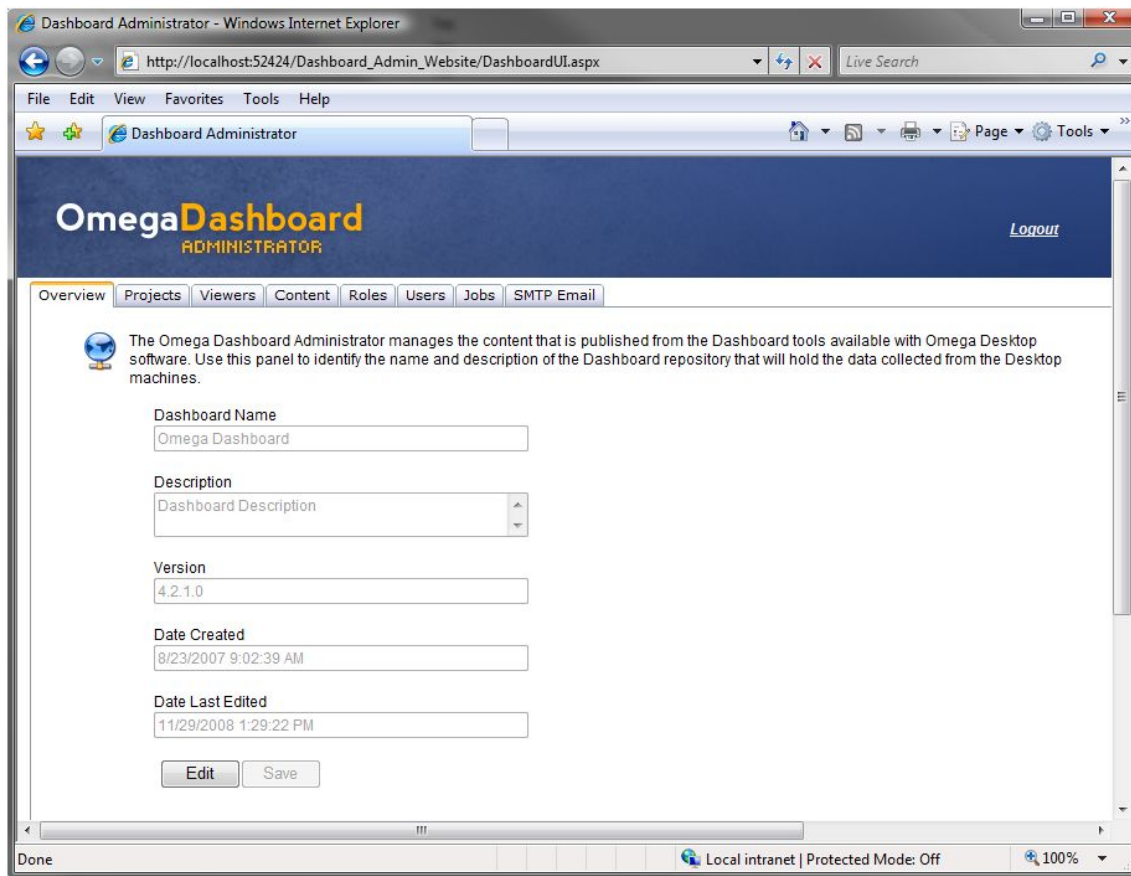 Dashboard Administrator - Windows Internet Explorer
http://localhost:52424/Dashboard_Admin_Website/DashboardUI.aspx
Live Search
File Edit View Favorites Tools Help
Dashboard Administrator
Page Tools
OmegaDashboard
ADMINISTRATOR
Logout
Overview Projects Viewers Content Roles Users Jobs SMTP Email
The Omega Dashboard Administrator manages the content that is published from the Dashboard tools available with Omega Desktop
software. Use this panel to identify the name and description of the Dashboard repository that will hold the data collected from the Desktop
machines.
Dashboard Name
Omega Dashboard
Description
Dashboard Description
Version
4.2.1.0
Date Created
8/23/2007 9:02:39 AM
Date Last Edited
11/29/2008 1:29:22 PM
Edit Save
Done
Local intranet | Protected Mode: Off
100%